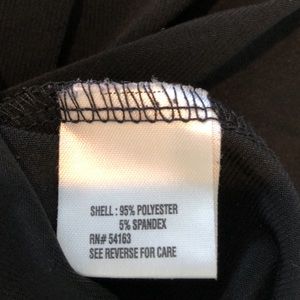 SHELL : 95% POLYESTER
5% SPANDEX
RN# 54163
SEE REVERSE FOR CARE